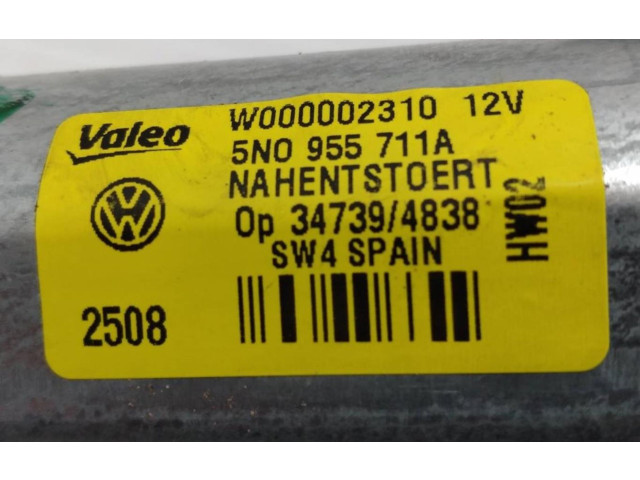 Valeo W000002310 12V
5N0 955 711A
NAHENTSTOERT
Op 34739/4838
SW4 SPAIN
HW02
2508